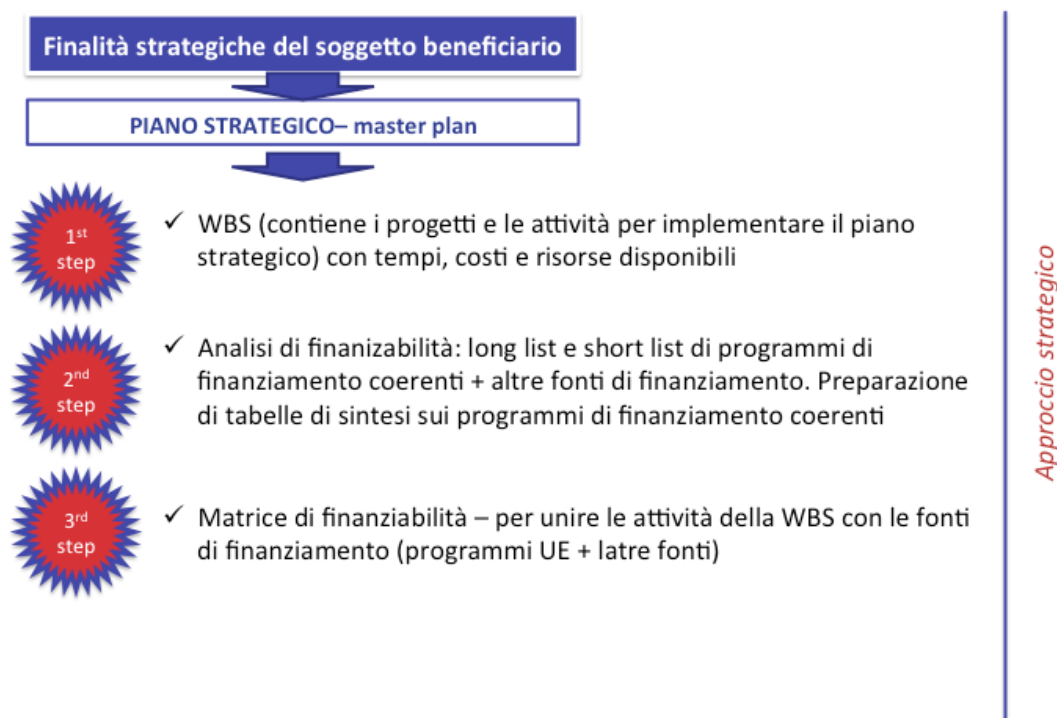 Finalità strategiche del soggetto beneficiario
PIANO STRATEGICO– master plan
1st
step
✓ WBS (contiene i progetti e le attività per implementare il piano
strategico) con tempi, costi e risorse disponibili
2nd
step
✓ Analisi di finanizabilità: long list e short list di programmi di
finanziamento coerenti + altre fonti di finanziamento. Preparazione
di tabelle di sintesi sui programmi di finanziamento coerenti
3rd
step
✓ Matrice di finanziabilità – per unire le attività della WBS con le fonti
di finanziamento (programmi UE + latre fonti)
Approccio strategico